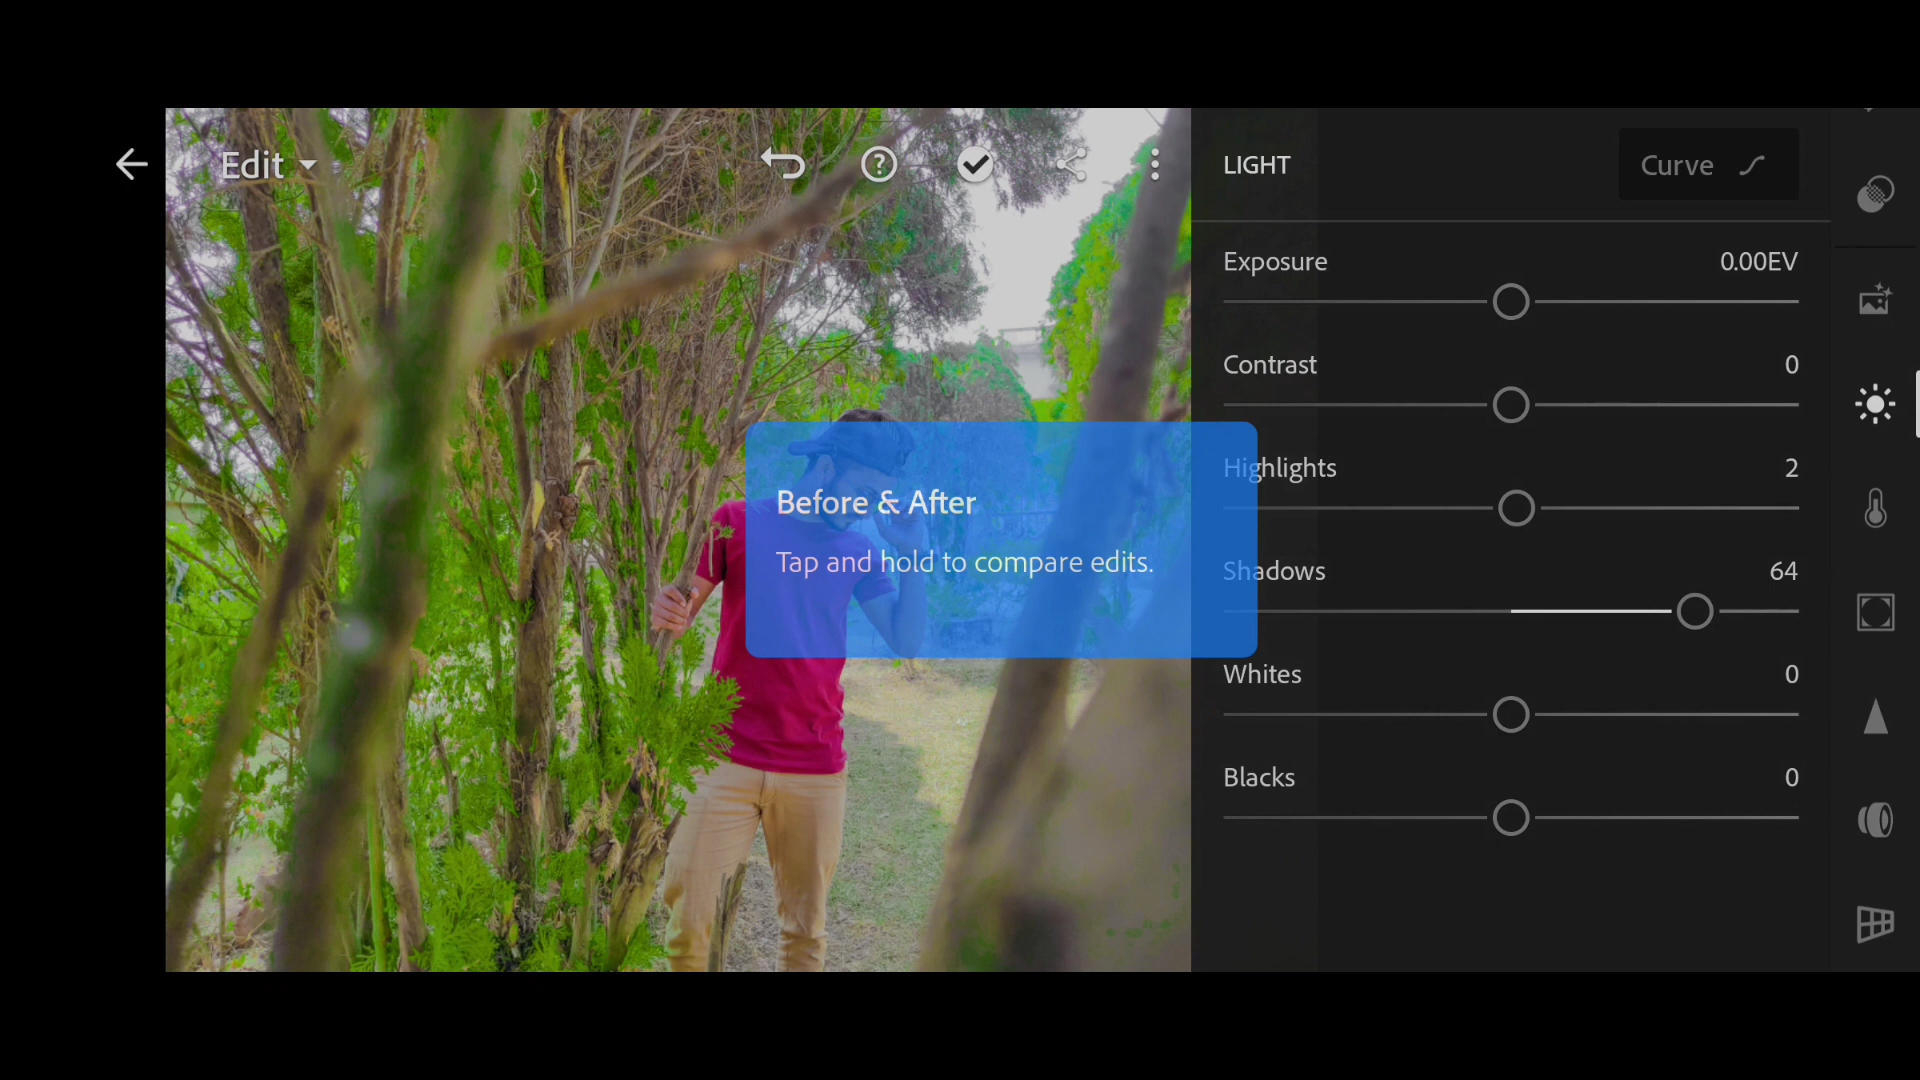 Edit
LIGHT
Curve
Exposure 0.00EV
Contrast 0
Highlights 2
Before & After
Tap and hold to compare edits.
Shadows 64
Whites 0
Blacks 0